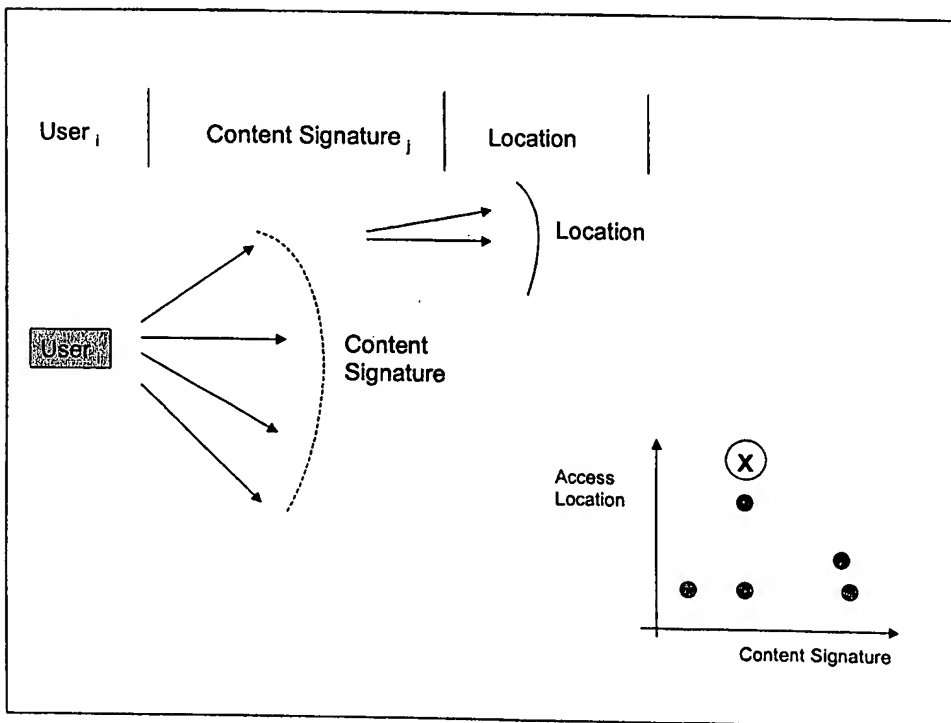 User i
Content Signature j
Location
Location
User i
Content
Signature
X
Access
Location
Content Signature